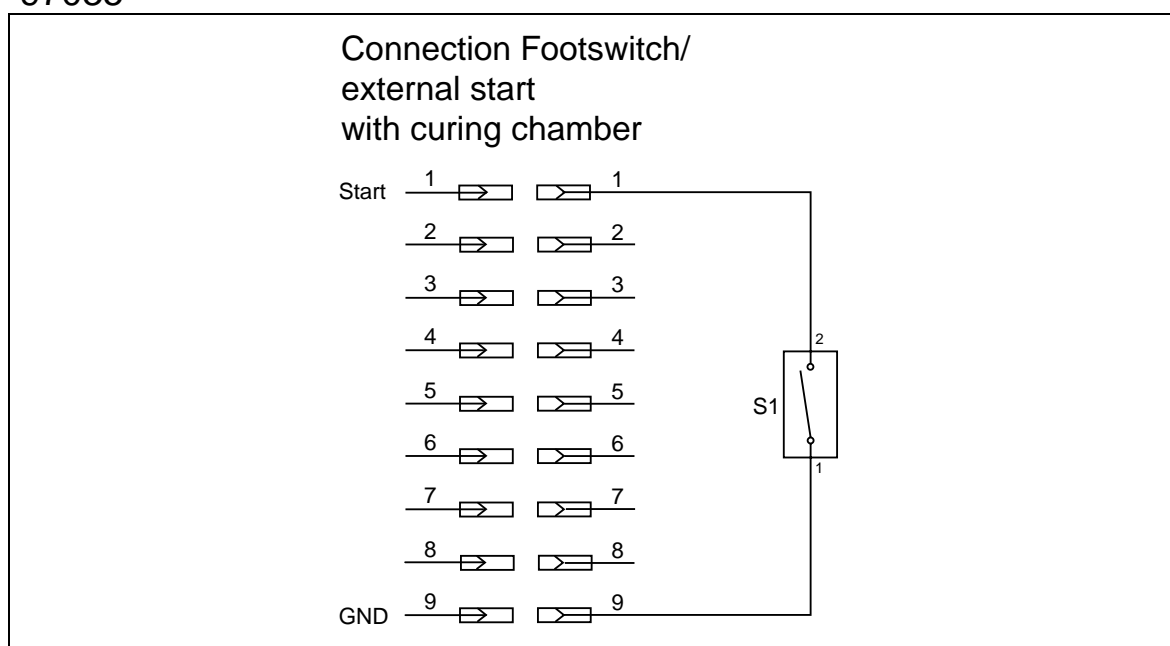 Connection Footswitch/
external start
with curing chamber
Start 1 1
2 2
3 3
4 4
5 5
6 6
7 7
8 8
GND 9 9
2
S1
1